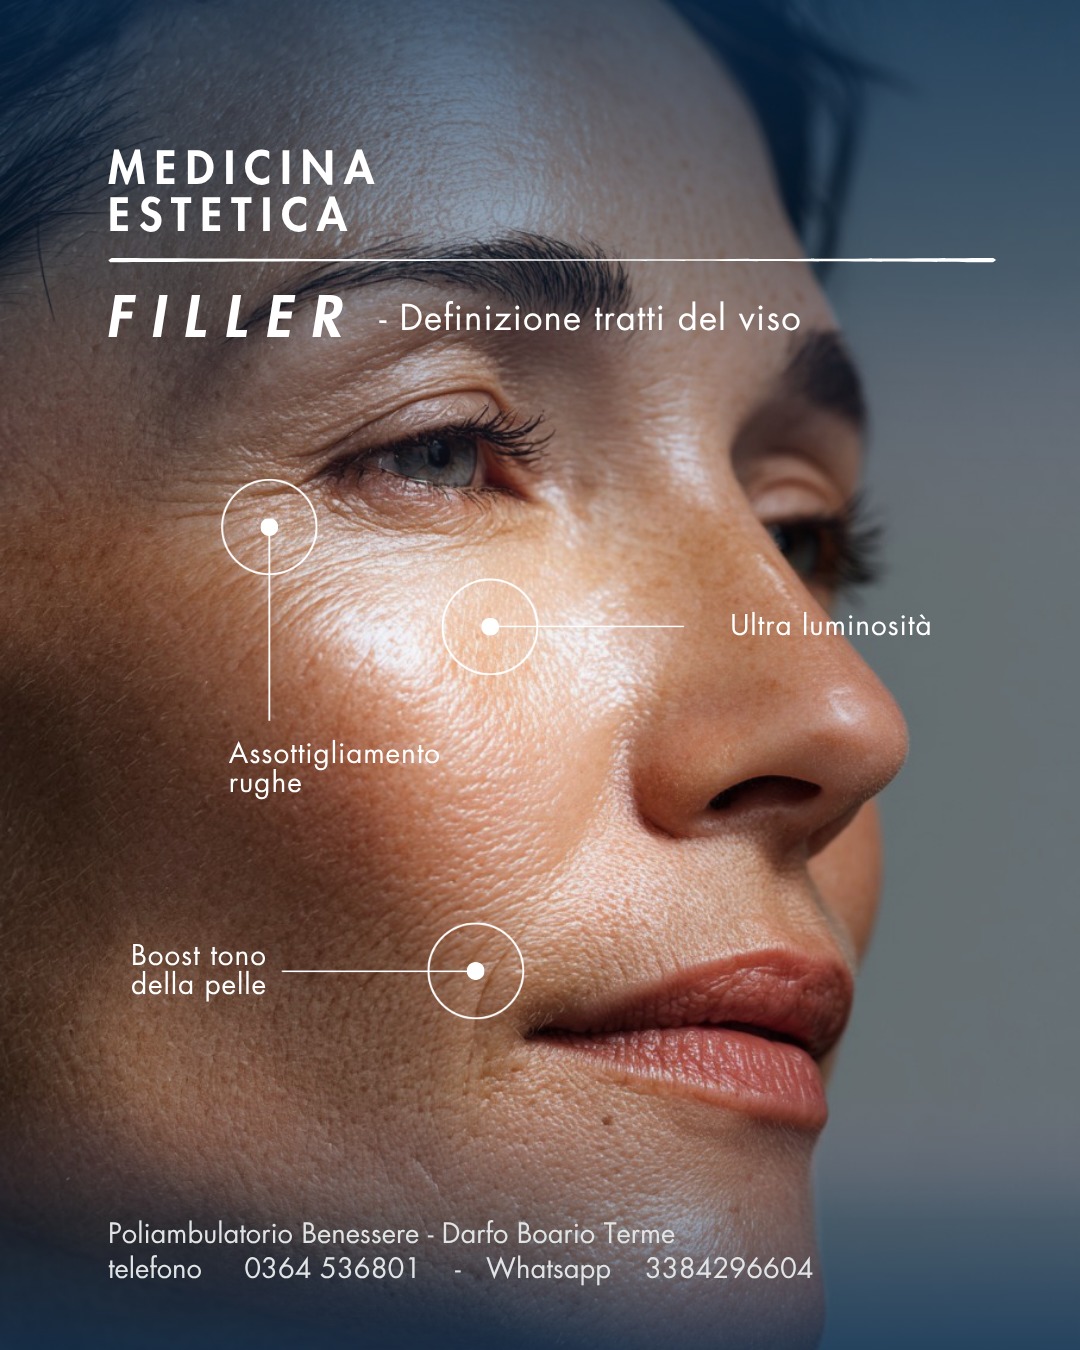 MEDICINA
ESTETICA
FILLER - Definizione tratti del viso
Ultra luminosità
Assottigliamento
rughe
Boost tono
della pelle
Poliambulatorio Benessere - Darfo Boario Terme
telefono 0364 536801 - Whatsapp 3384296604